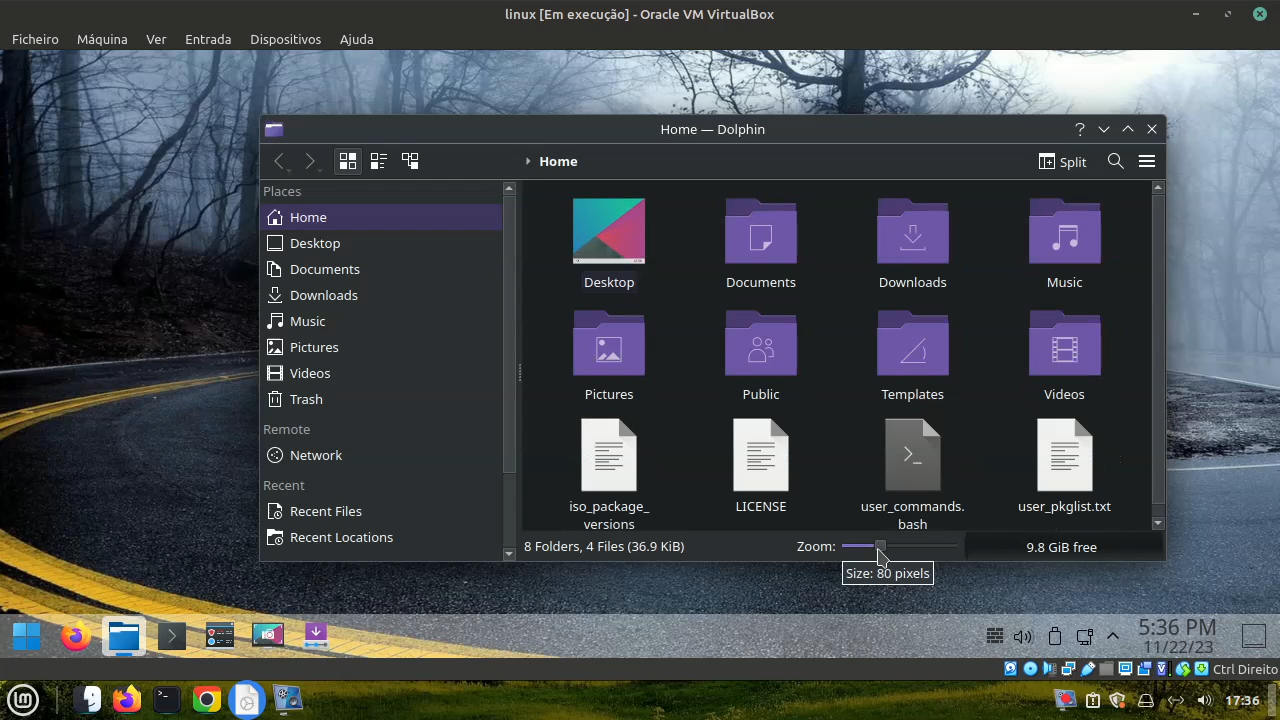 linux [Em execução] - Oracle VM VirtualBox
Ficheiro Máquina Ver Entrada Dispositivos Ajuda
Home — Dolphin
Home
Split
Places
Home
Desktop
Documents
Downloads
Music
Pictures
Videos
Trash
Remote
Network
Recent
Recent Files
Recent Locations
Desktop
Documents
Downloads
Music
Pictures
Public
Templates
Videos
iso_package_
versions
LICENSE
user_commands.
bash
user_pkglist.txt
8 Folders, 4 Files (36.9 KiB)
Zoom:
9.8 GiB free
Size: 80 pixels
5:36 PM
11/22/23
Ctrl Direito
17:36